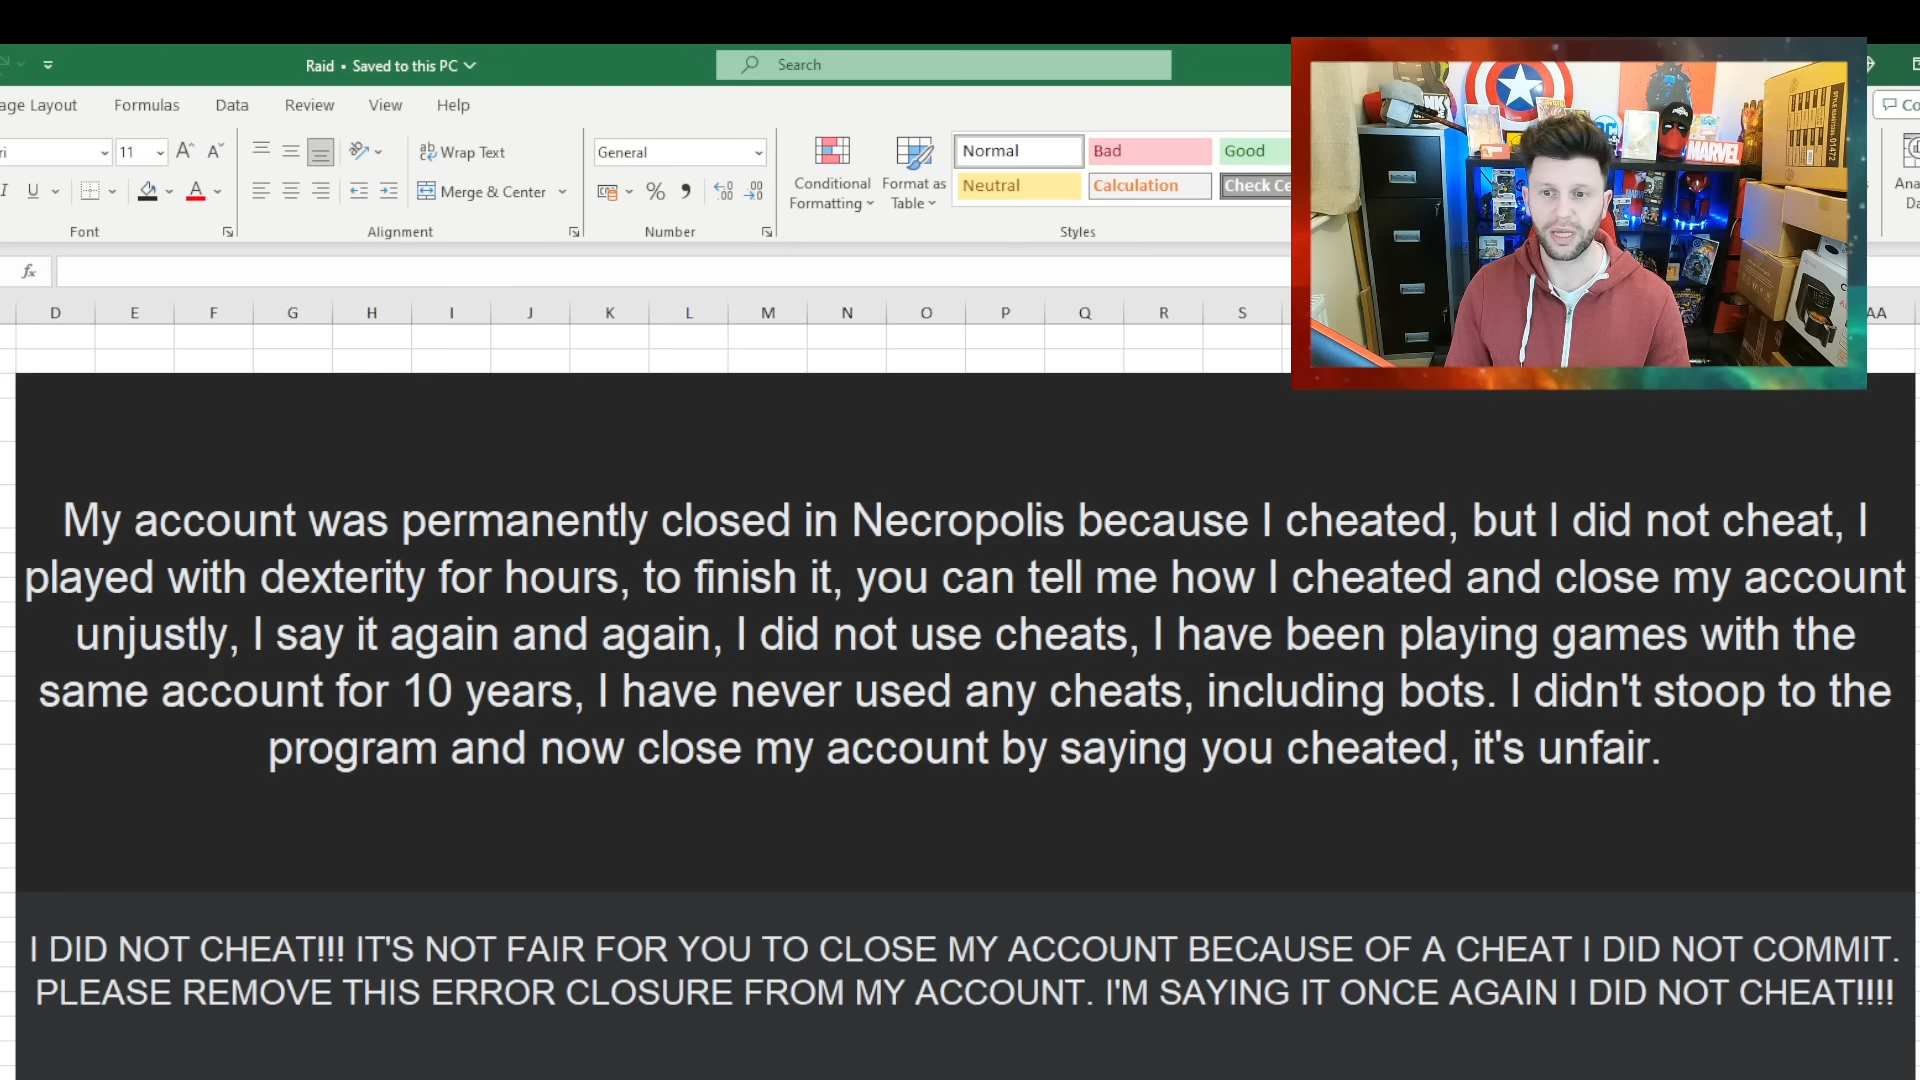 Raid • Saved to this PC
Search
age Layout Formulas Data Review View Help
11
Wrap Text
General
Merge & Center
Conditional Formatting
Format as Table
Normal Bad Good
Neutral Calculation Check Ce
Font Alignment Number Styles
fx
D E F G H I J K L M N O P Q R S AA
MARVEL
My account was permanently closed in Necropolis because I cheated, but I did not cheat, I
played with dexterity for hours, to finish it, you can tell me how I cheated and close my account
unjustly, I say it again and again, I did not use cheats, I have been playing games with the
same account for 10 years, I have never used any cheats, including bots. I didn't stoop to the
program and now close my account by saying you cheated, it's unfair.
I DID NOT CHEAT!!! IT'S NOT FAIR FOR YOU TO CLOSE MY ACCOUNT BECAUSE OF A CHEAT I DID NOT COMMIT.
PLEASE REMOVE THIS ERROR CLOSURE FROM MY ACCOUNT. I'M SAYING IT ONCE AGAIN I DID NOT CHEAT!!!!